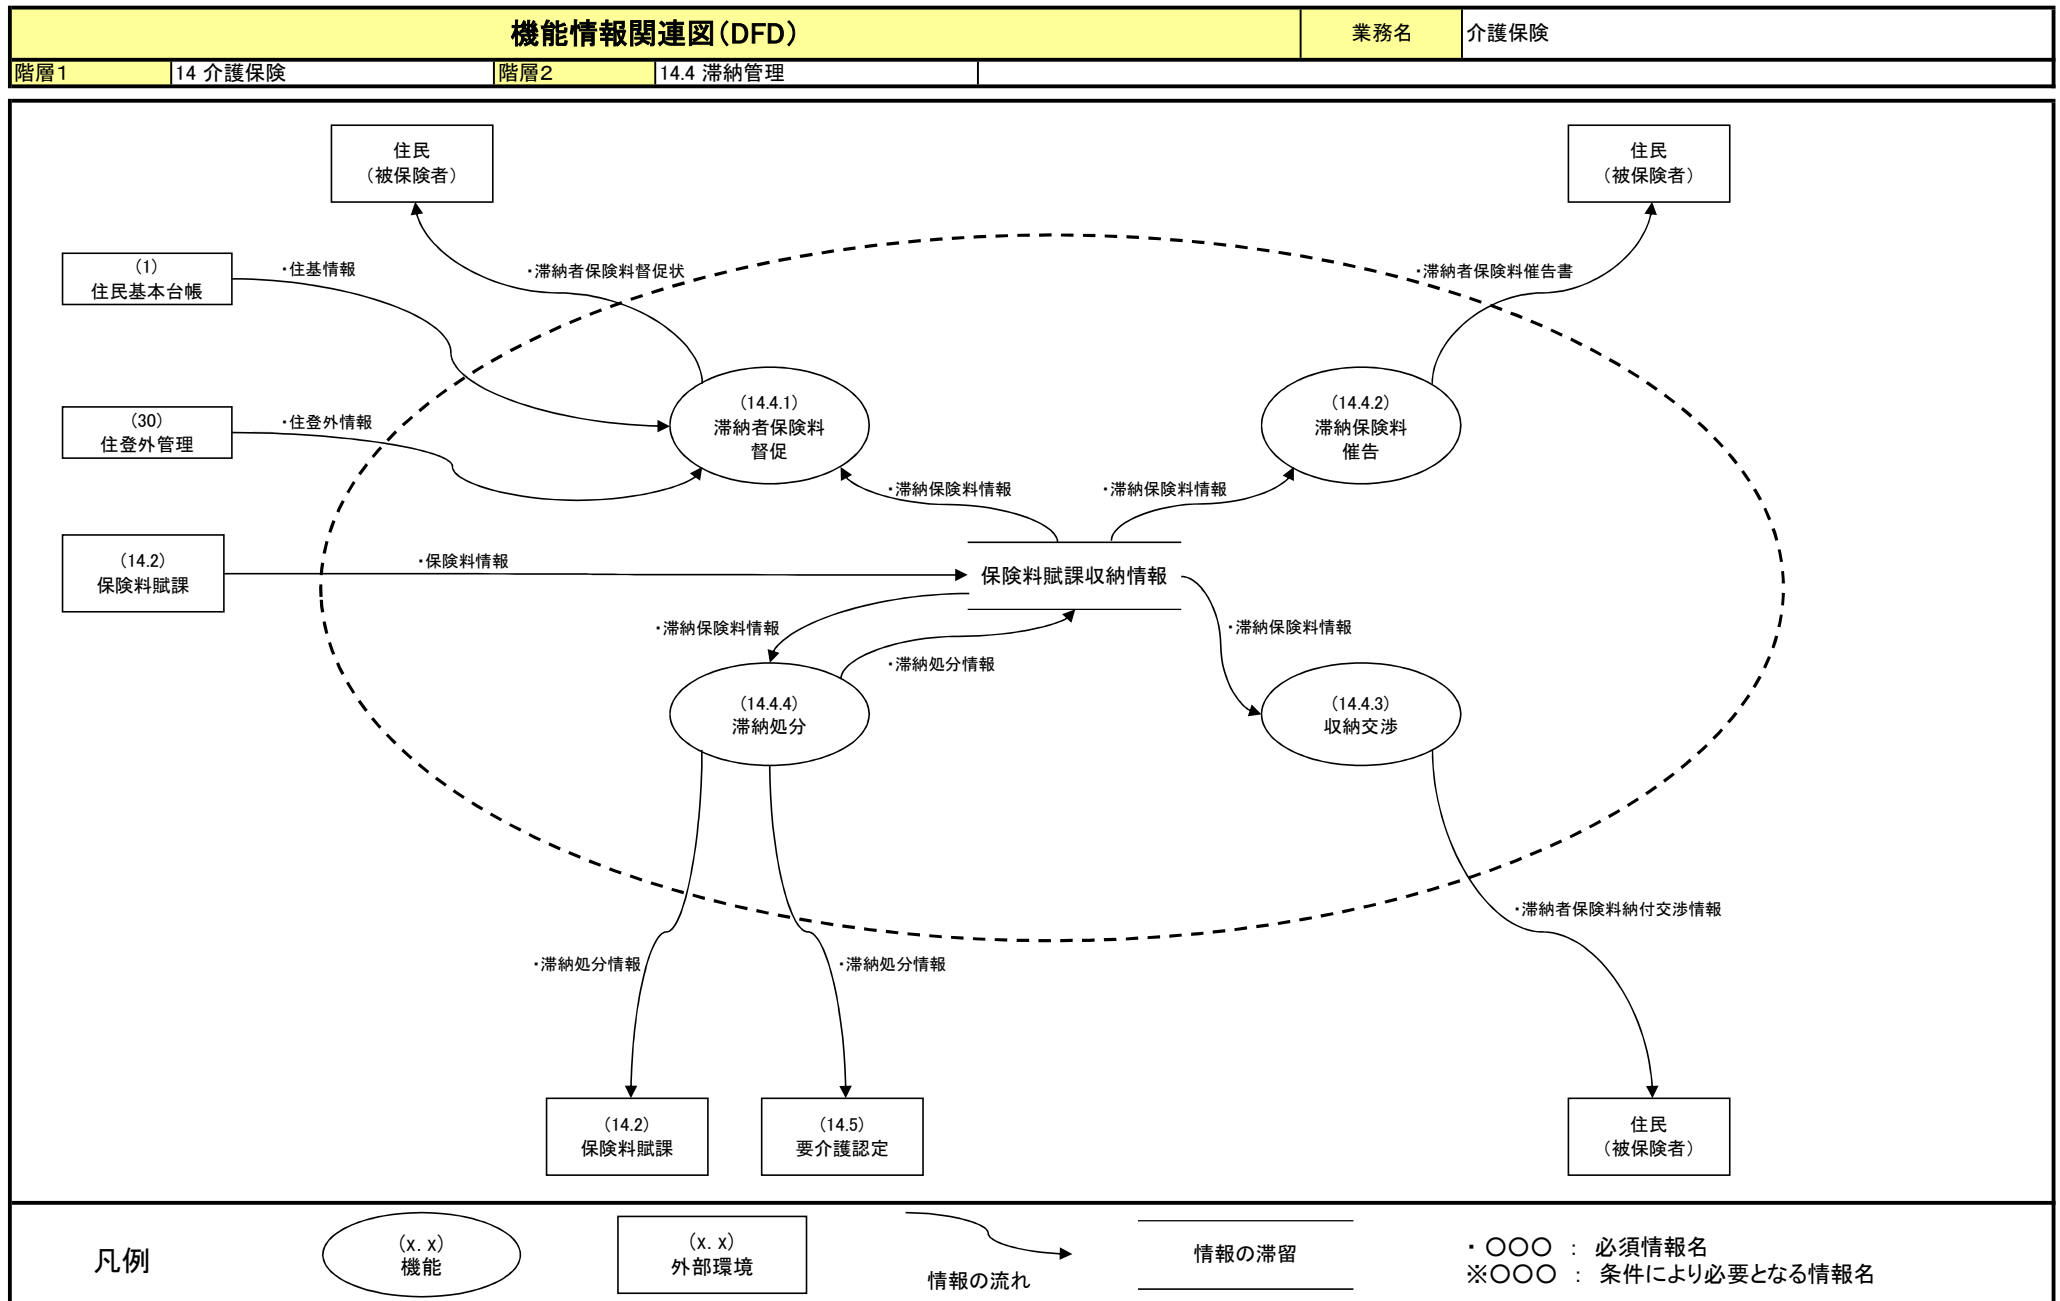 機能情報関連図(DFD)
業務名
介護保険
階層1
14 介護保険
階層2
14.4 滞納管理
住民
(被保険者)
住民
(被保険者)
(1)
住民基本台帳
・住基情報
・滞納者保険料督促状
・滞納者保険料催告書
(30)
住登外管理
・住登外情報
(14.4.1)
滞納者保険料
督促
(14.4.2)
滞納保険料
催告
・滞納保険料情報
・滞納保険料情報
(14.2)
保険料賦課
・保険料情報
保険料賦課収納情報
・滞納保険料情報
・滞納処分情報
・滞納保険料情報
(14.4.4)
滞納処分
(14.4.3)
収納交渉
・滞納者保険料納付交渉情報
・滞納処分情報
・滞納処分情報
(14.2)
保険料賦課
(14.5)
要介護認定
住民
(被保険者)
凡例
(x. x)
機能
(x. x)
外部環境
情報の流れ
情報の滞留
・ 〇〇〇 : 必須情報名
※〇〇〇 : 条件により必要となる情報名